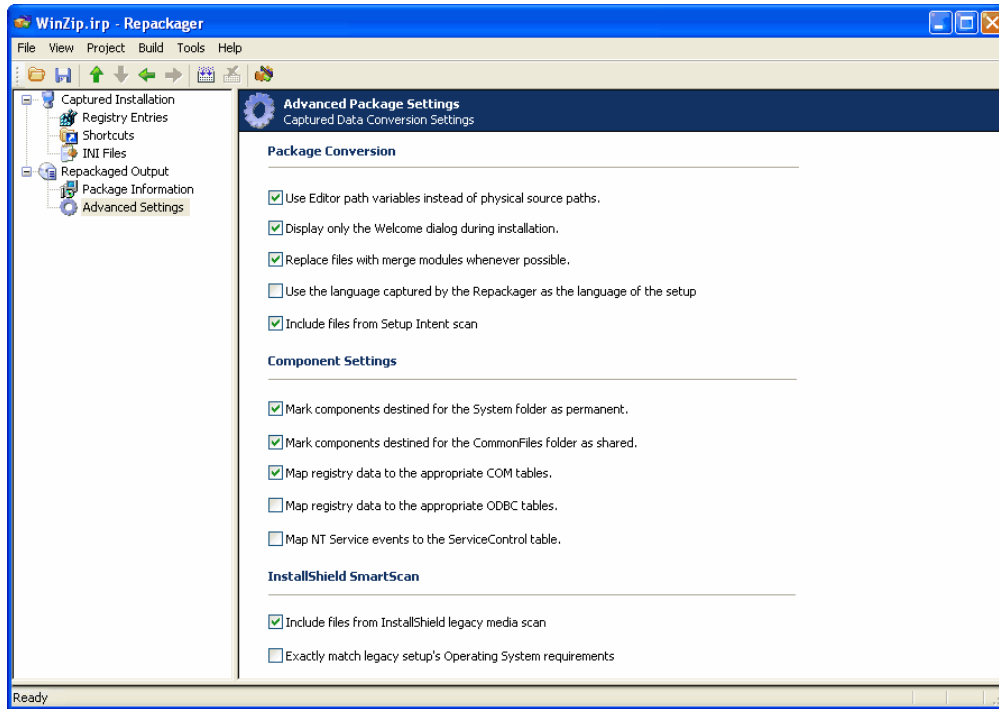 WinZip.irp - Repackager
File View Project Build Tools Help
Captured Installation
Registry Entries
Shortcuts
INI Files
Repackaged Output
Package Information
Advanced Settings
Advanced Package Settings
Captured Data Conversion Settings
Package Conversion
Use Editor path variables instead of physical source paths.
Display only the Welcome dialog during installation.
Replace files with merge modules whenever possible.
Use the language captured by the Repackager as the language of the setup
Include files from Setup Intent scan
Component Settings
Mark components destined for the System folder as permanent.
Mark components destined for the CommonFiles folder as shared.
Map registry data to the appropriate COM tables.
Map registry data to the appropriate ODBC tables.
Map NT Service events to the ServiceControl table.
InstallShield SmartScan
Include files from InstallShield legacy media scan
Exactly match legacy setup's Operating System requirements
Ready